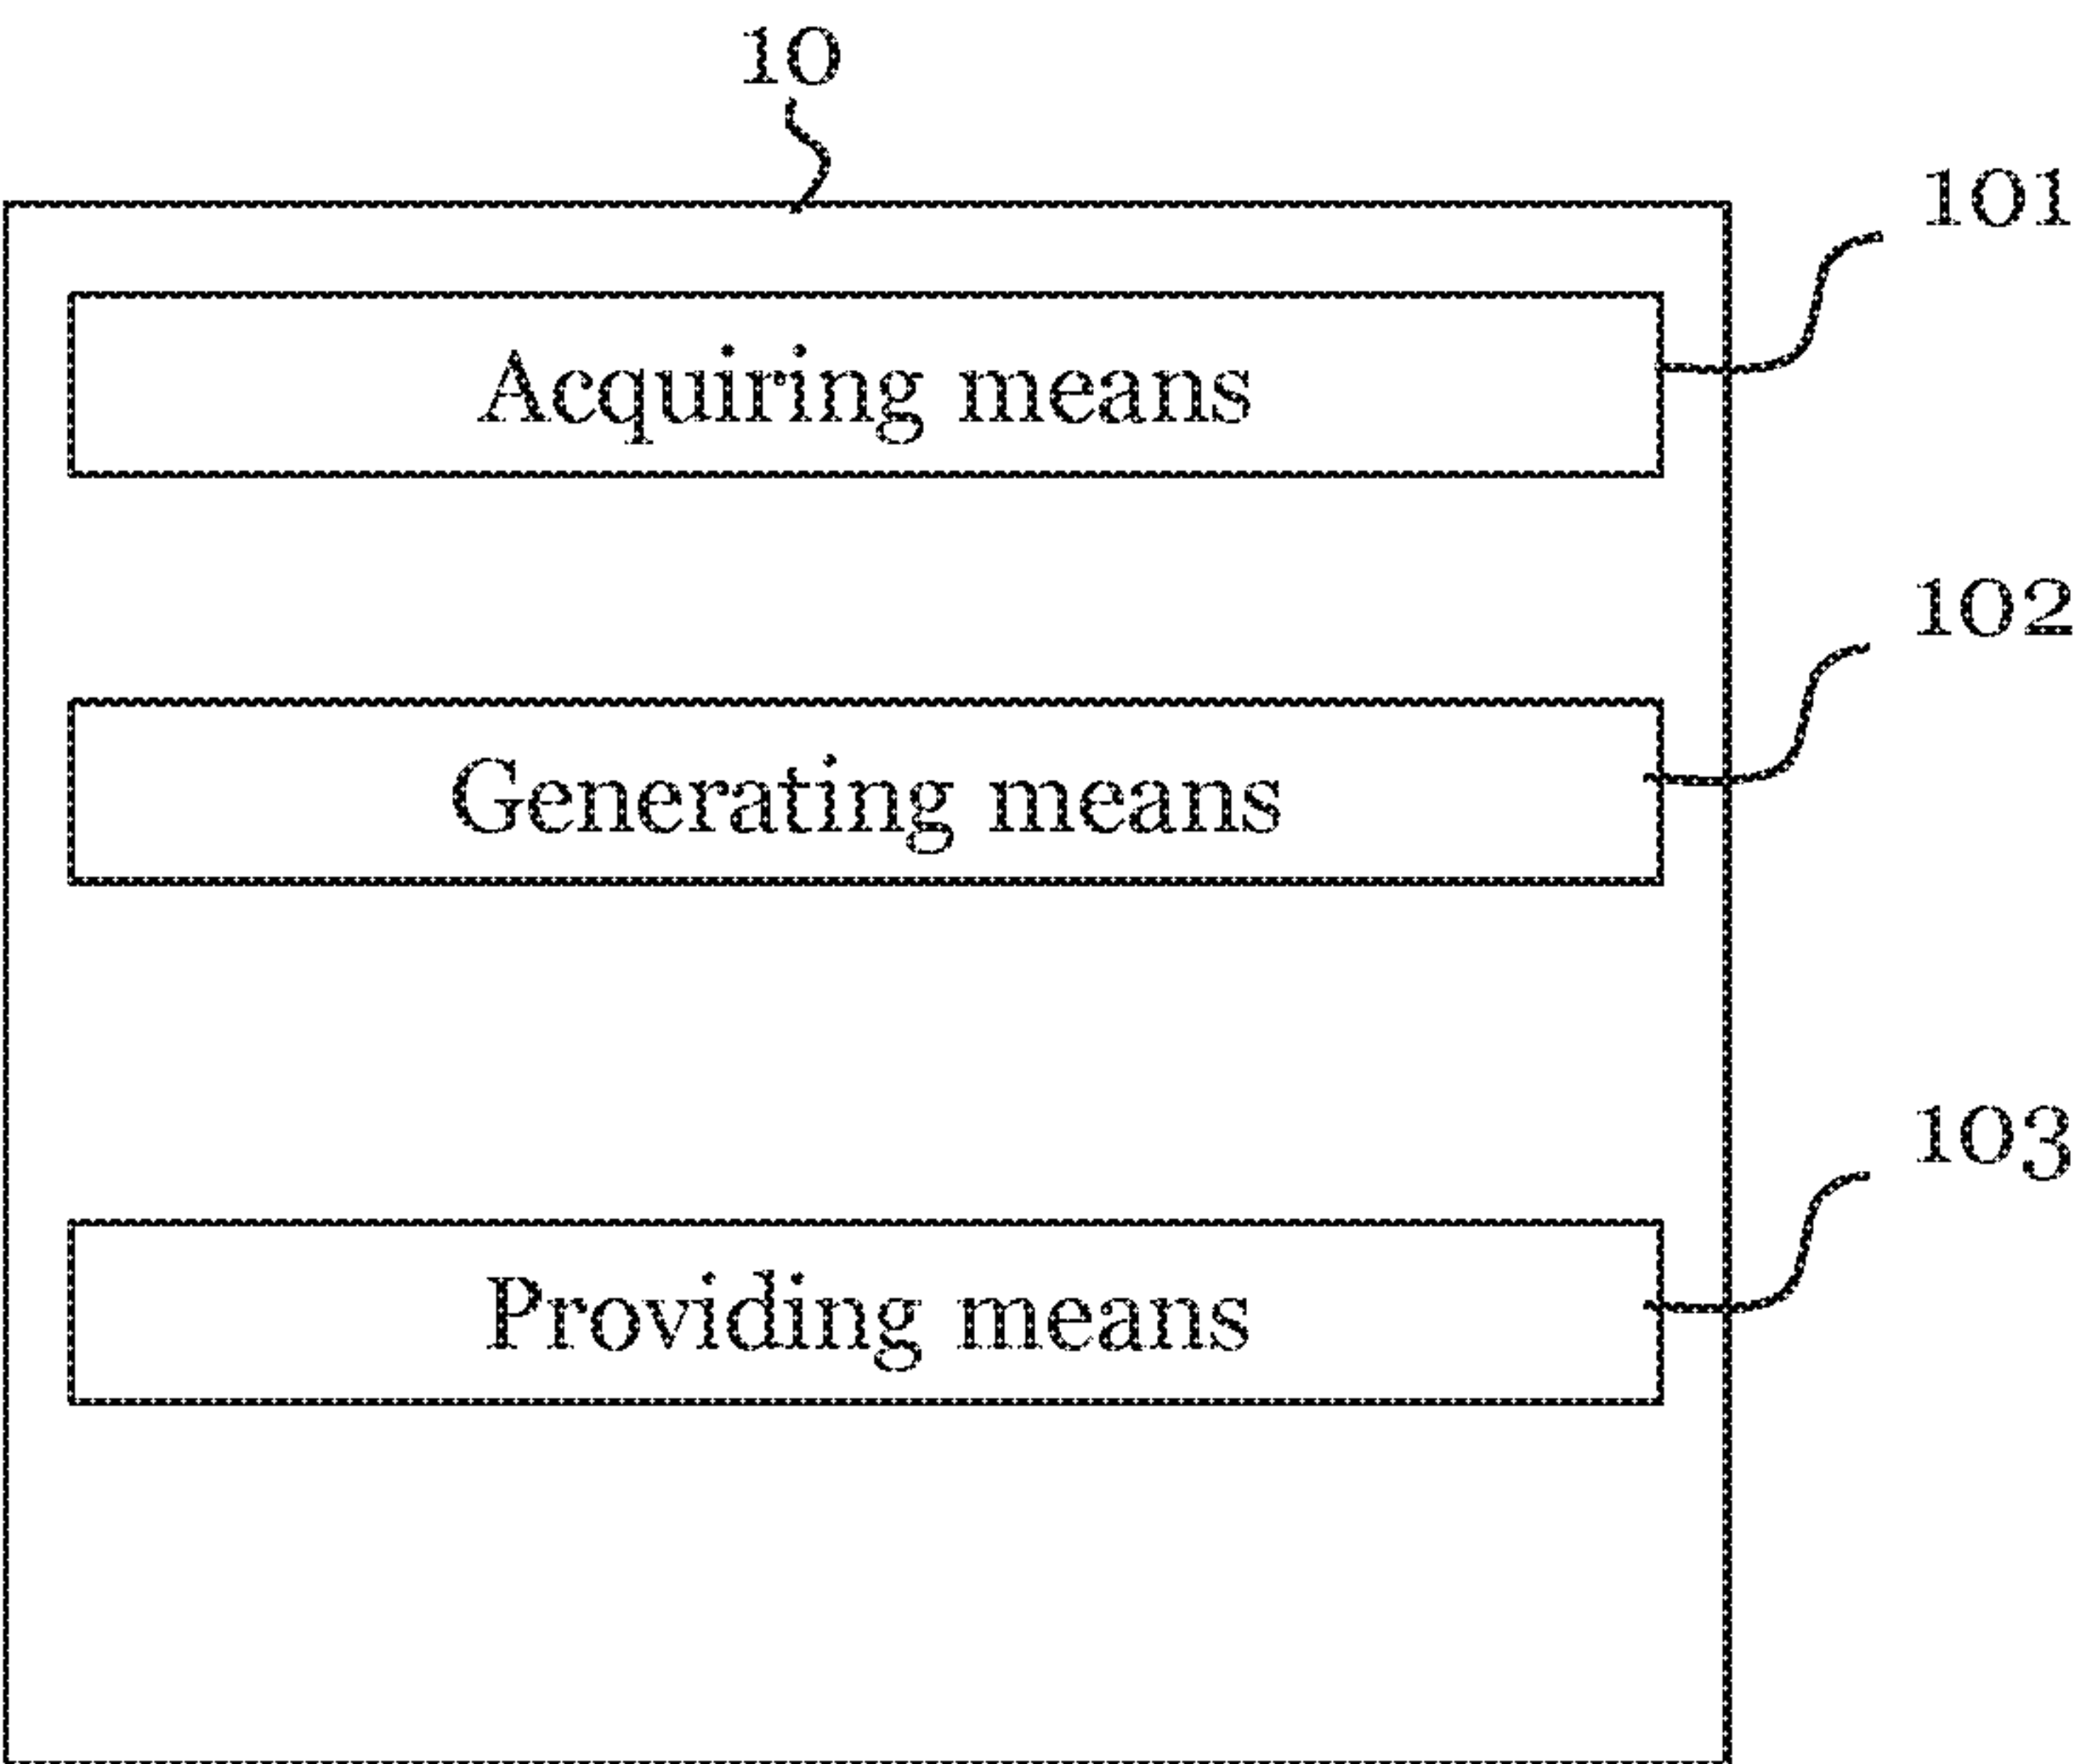 10
101
Acquiring means
102
Generating means
103
Providing means